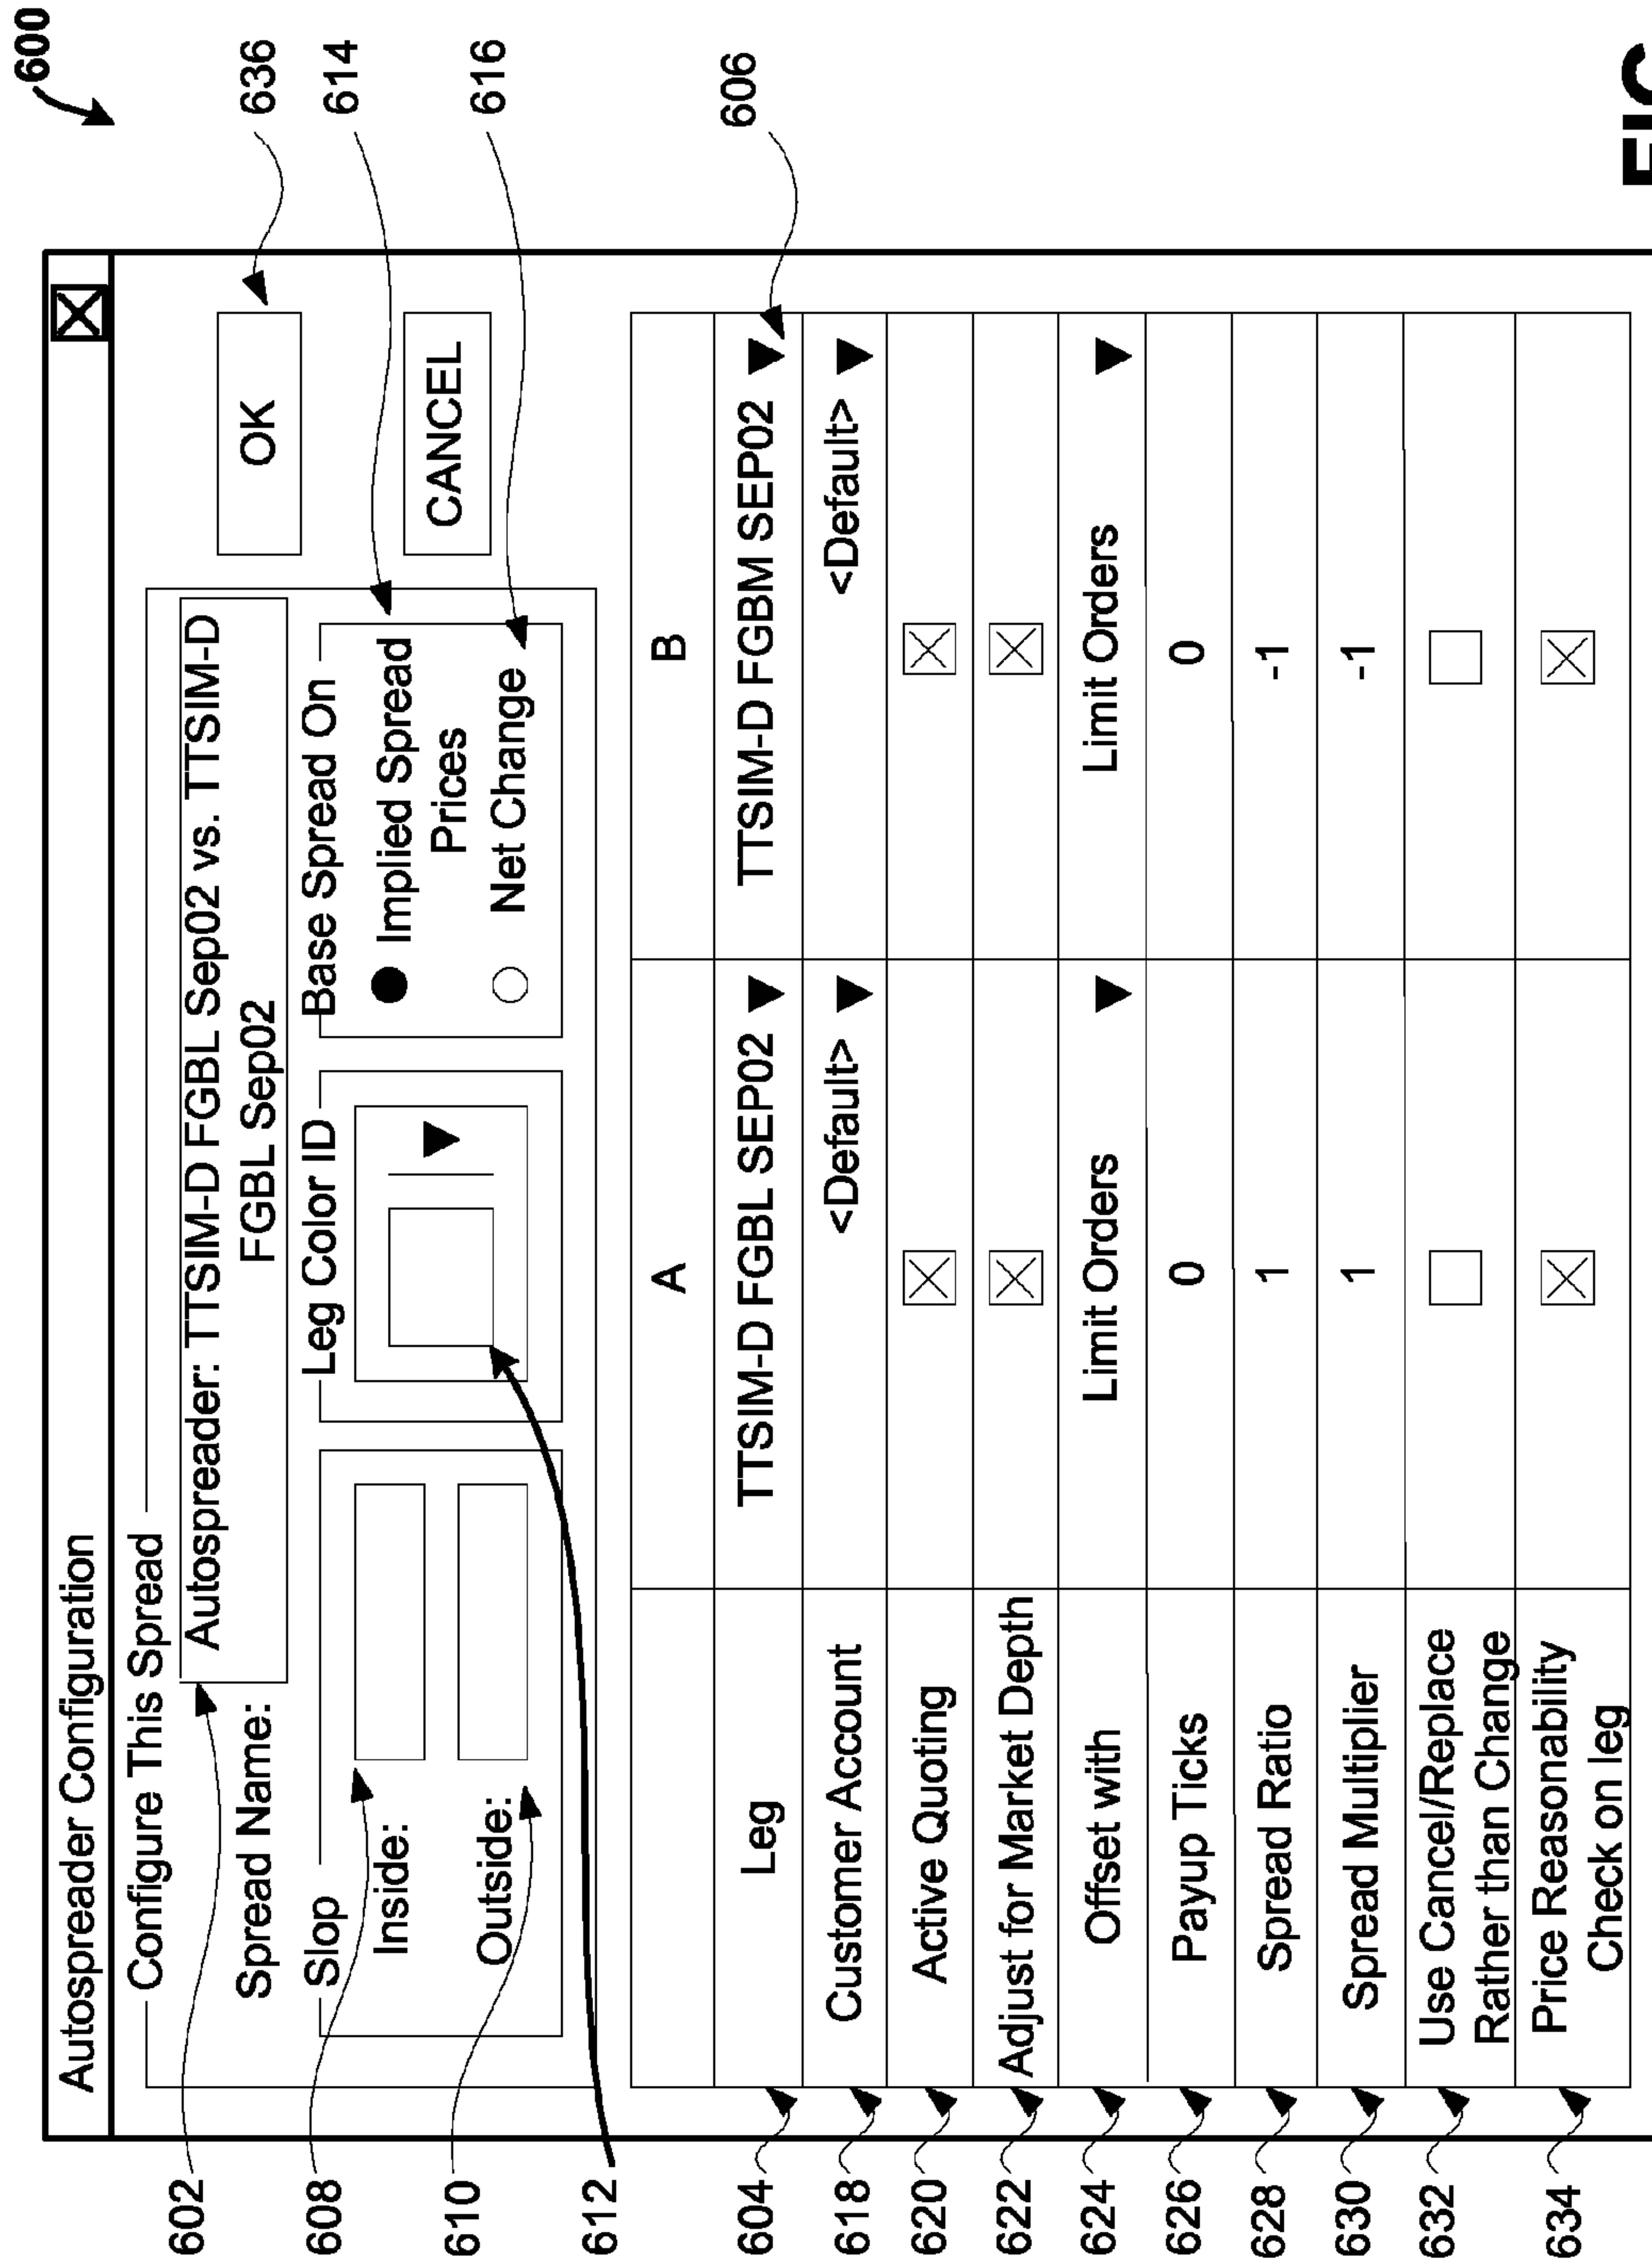 600
Autospreader Configuration
Configure This Spread
602
Spread Name:
Autospreader: TTSIM-D FGBL Sep02 vs. TTSIM-D
FGBL Sep02
OK
636
608
Slop
Inside:
610
Outside:
612
Leg Color ID
Base Spread On
Implied Spread
Prices
Net Change
CANCEL
614
616
A
B
604
Leg
TTSIM-D FGBL SEP02
TTSIM-D FGBM SEP02
606
618
Customer Account
<Default>
<Default>
620
Active Quoting
622
Adjust for Market Depth
624
Offset with
Limit Orders
Limit Orders
626
Payup Ticks
0
0
628
Spread Ratio
1
-1
630
Spread Multiplier
1
-1
632
Use Cancel/Replace
Rather than Change
634
Price Reasonability
Check on leg